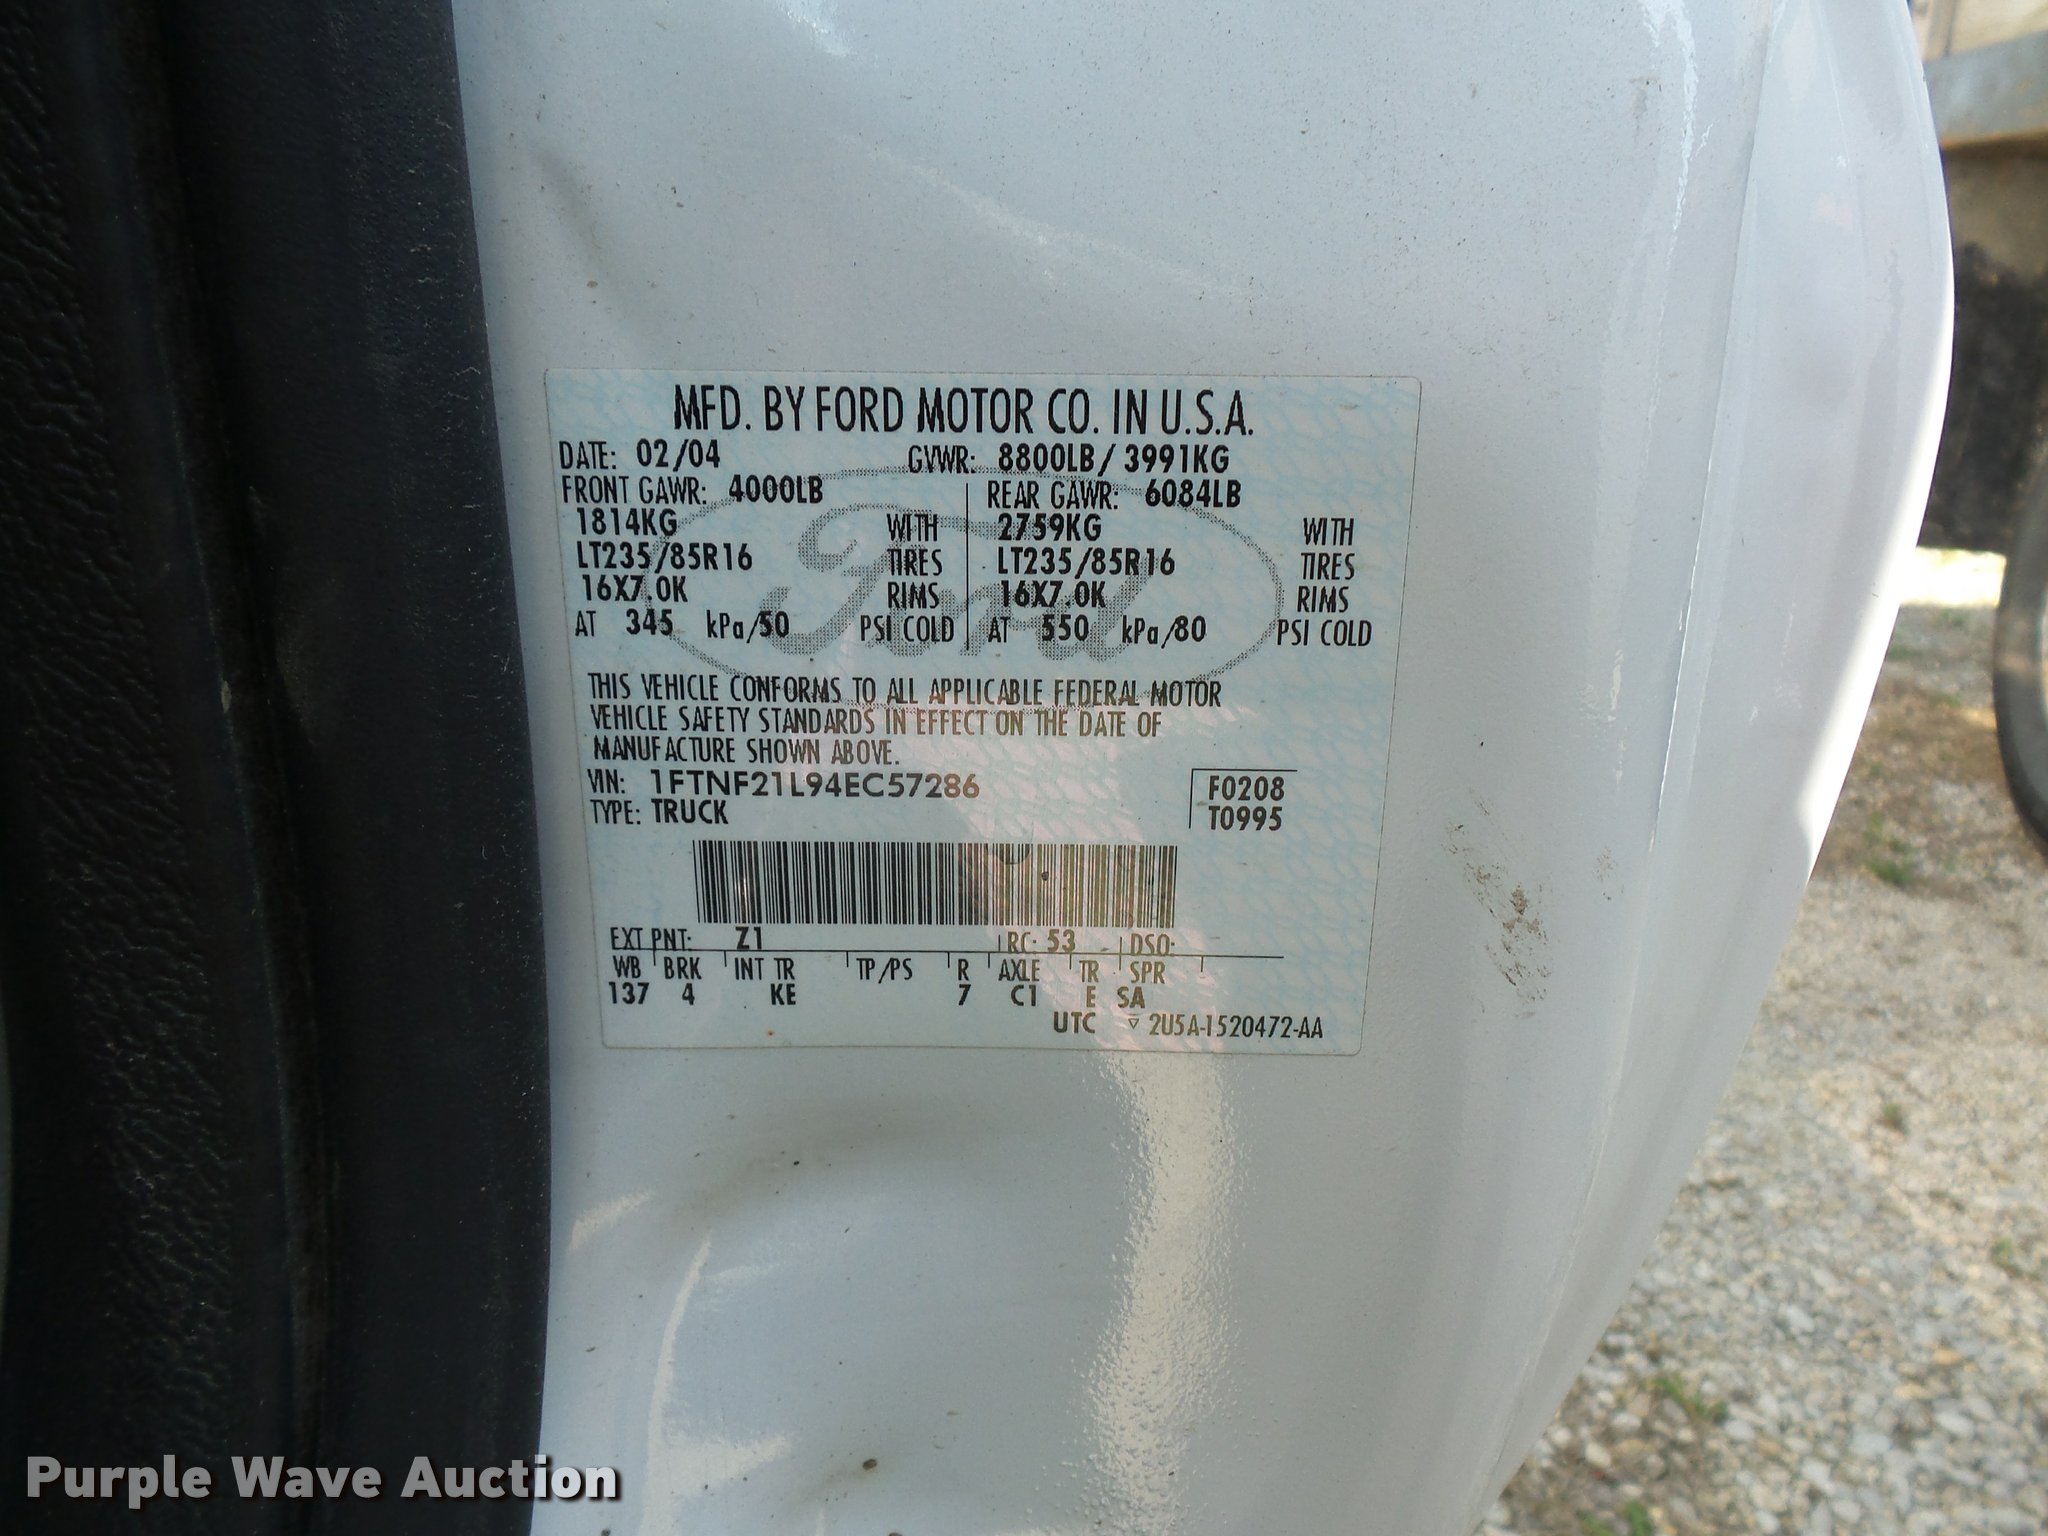 MFD. BY FORD MOTOR CO. IN U.S.A.
DATE: 02/04 GVWR: 8800LB/ 3991KG
FRONT GAWR: 4000LB REAR GAWR: 6084LB
1814KG WITH 2759KG WITH
LT235/85R16 TIRES LT235/85R16 TIRES
16X7.0K RIMS 16X7.0K RIMS
AT 345 kPa/50 PSI COLD AT 550 kPa/80 PSI COLD
Ford
THIS VEHICLE CONFORMS TO ALL APPLICABLE FEDERAL MOTOR
VEHICLE SAFETY STANDARDS IN EFFECT ON THE DATE OF
MANUFACTURE SHOWN ABOVE.
VIN: 1FTNF21L94EC57286 F0208
TYPE: TRUCK T0995
EXT PNT: Z1 RC: 53 DSO:
WB BRK INT TR TP/PS R AXLE TR SPR
137 4 KE 7 C1 E SA
UTC ▽ 2U5A-1520472-AA
Purple Wave Auction